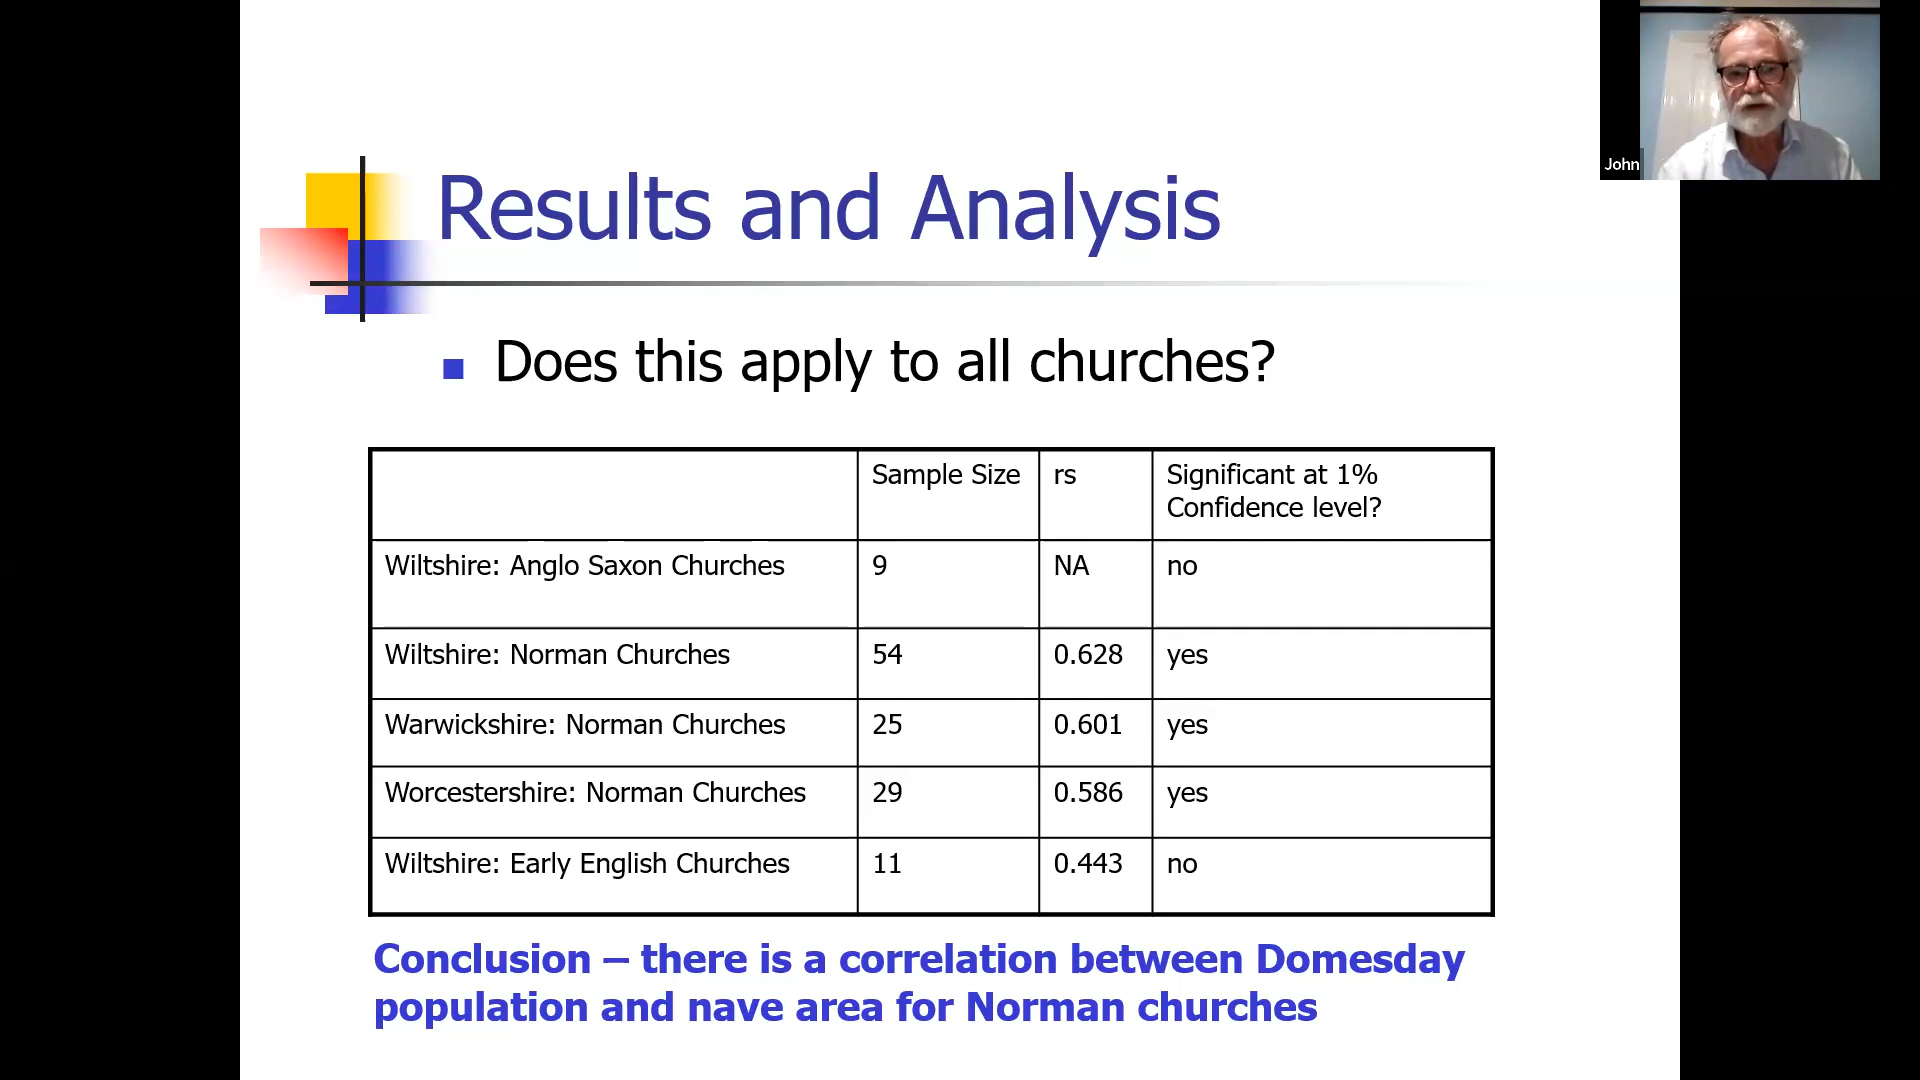 John
Results and Analysis
Does this apply to all churches?
Sample Size rs Significant at 1%
Confidence level?
Wiltshire: Anglo Saxon Churches 9 NA no
Wiltshire: Norman Churches 54 0.628 yes
Warwickshire: Norman Churches 25 0.601 yes
Worcestershire: Norman Churches 29 0.586 yes
Wiltshire: Early English Churches 11 0.443 no
Conclusion – there is a correlation between Domesday
population and nave area for Norman churches